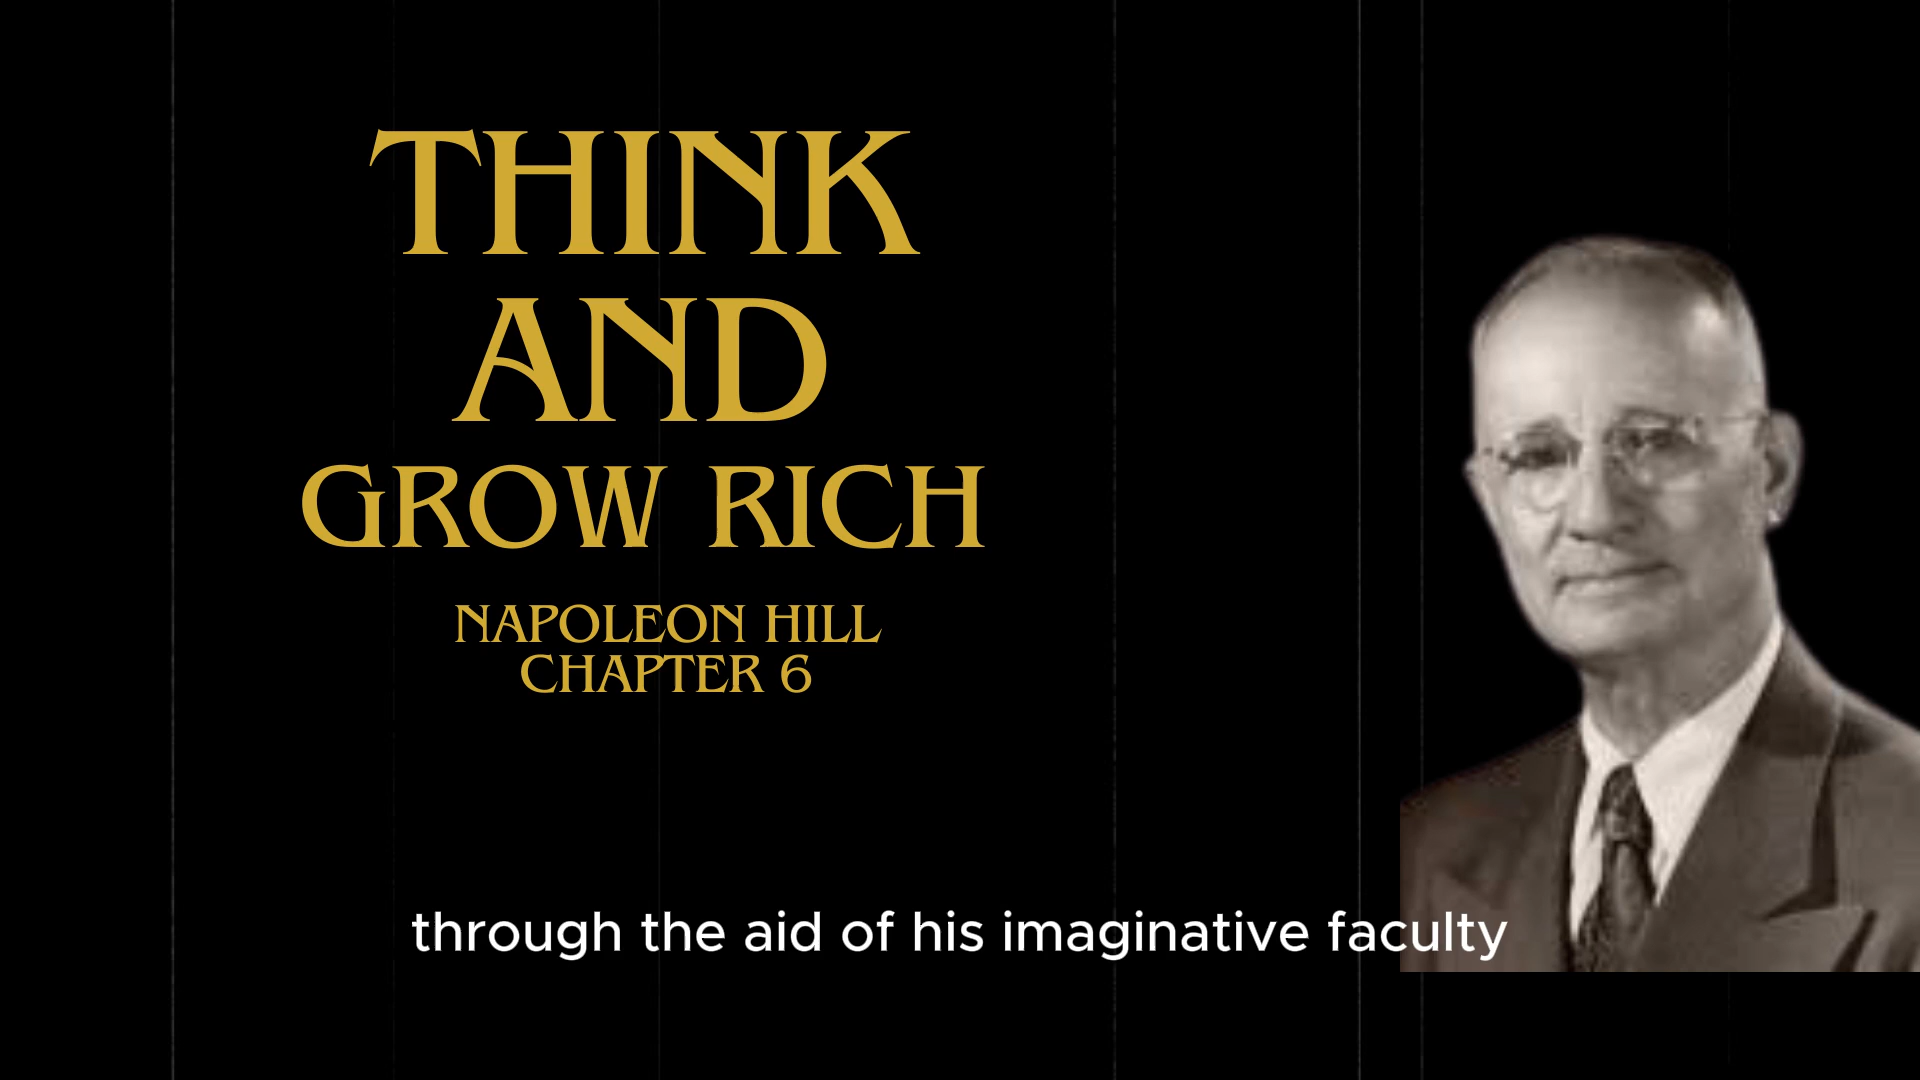 THINK
AND
GROW RICH
NAPOLEON HILL
CHAPTER 6
through the aid of his imaginative faculty